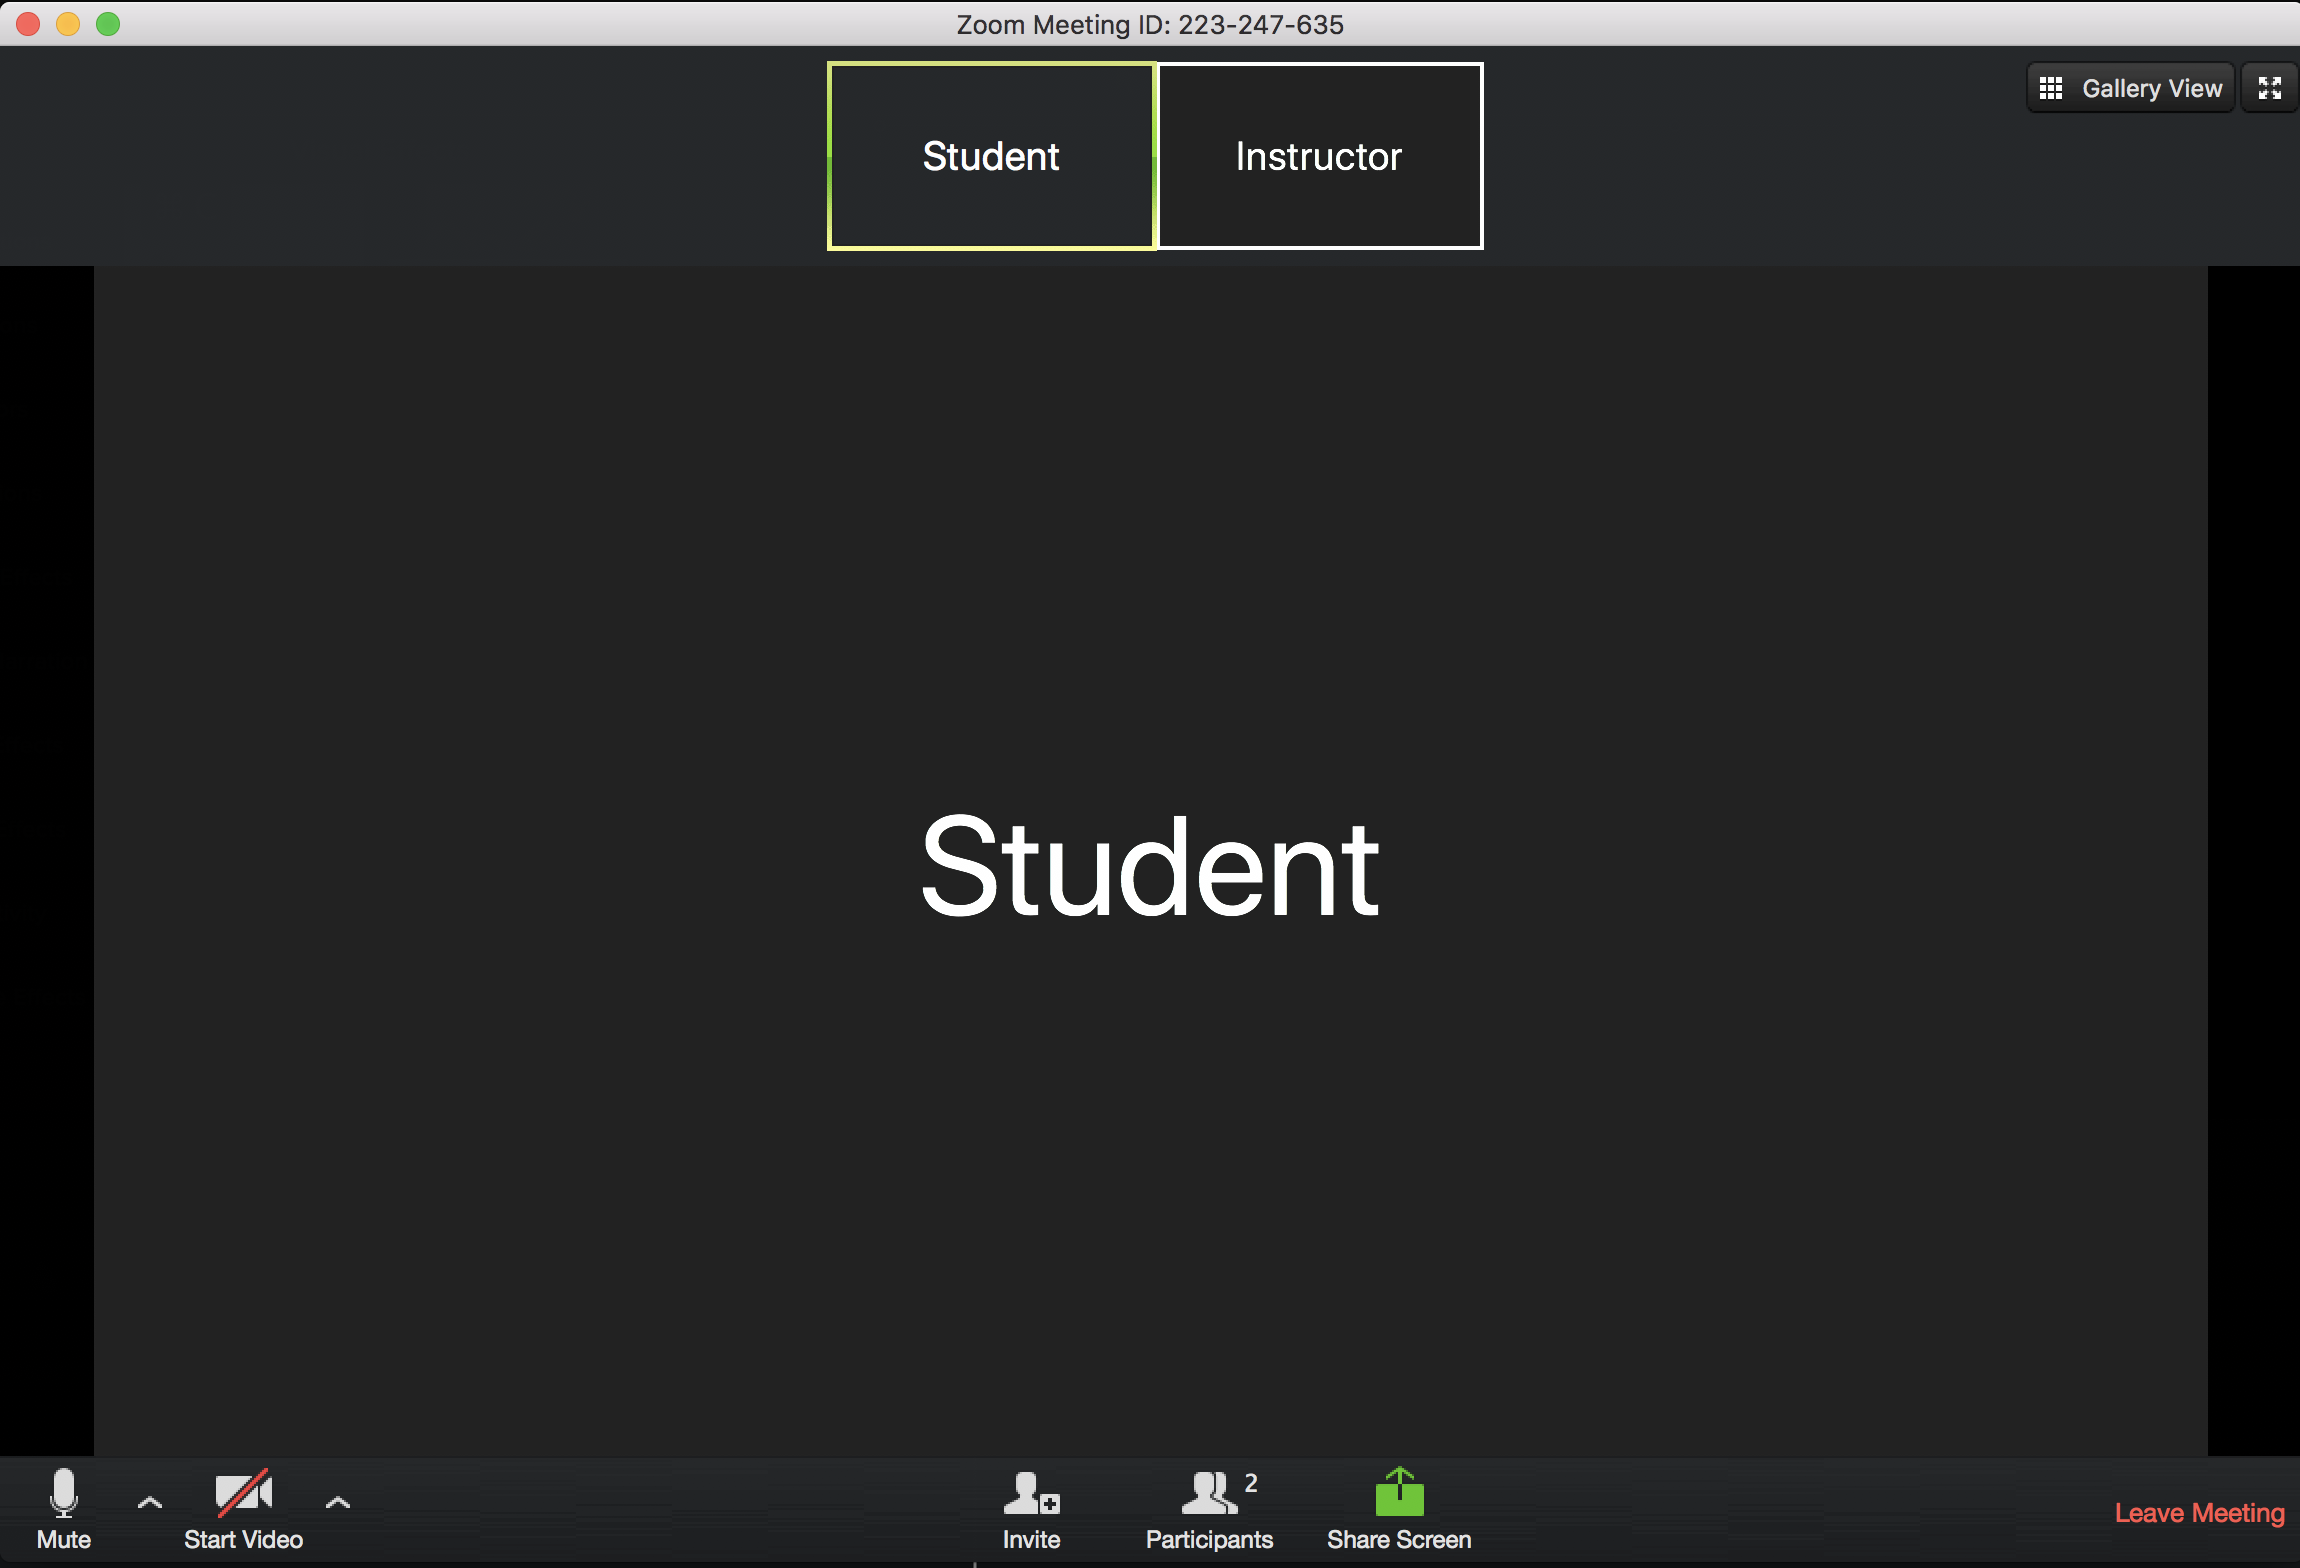 Zoom Meeting ID: 223-247-635
Student
Instructor
Gallery View
Student
Mute
Start Video
Invite
2
Participants
Share Screen
Leave Meeting